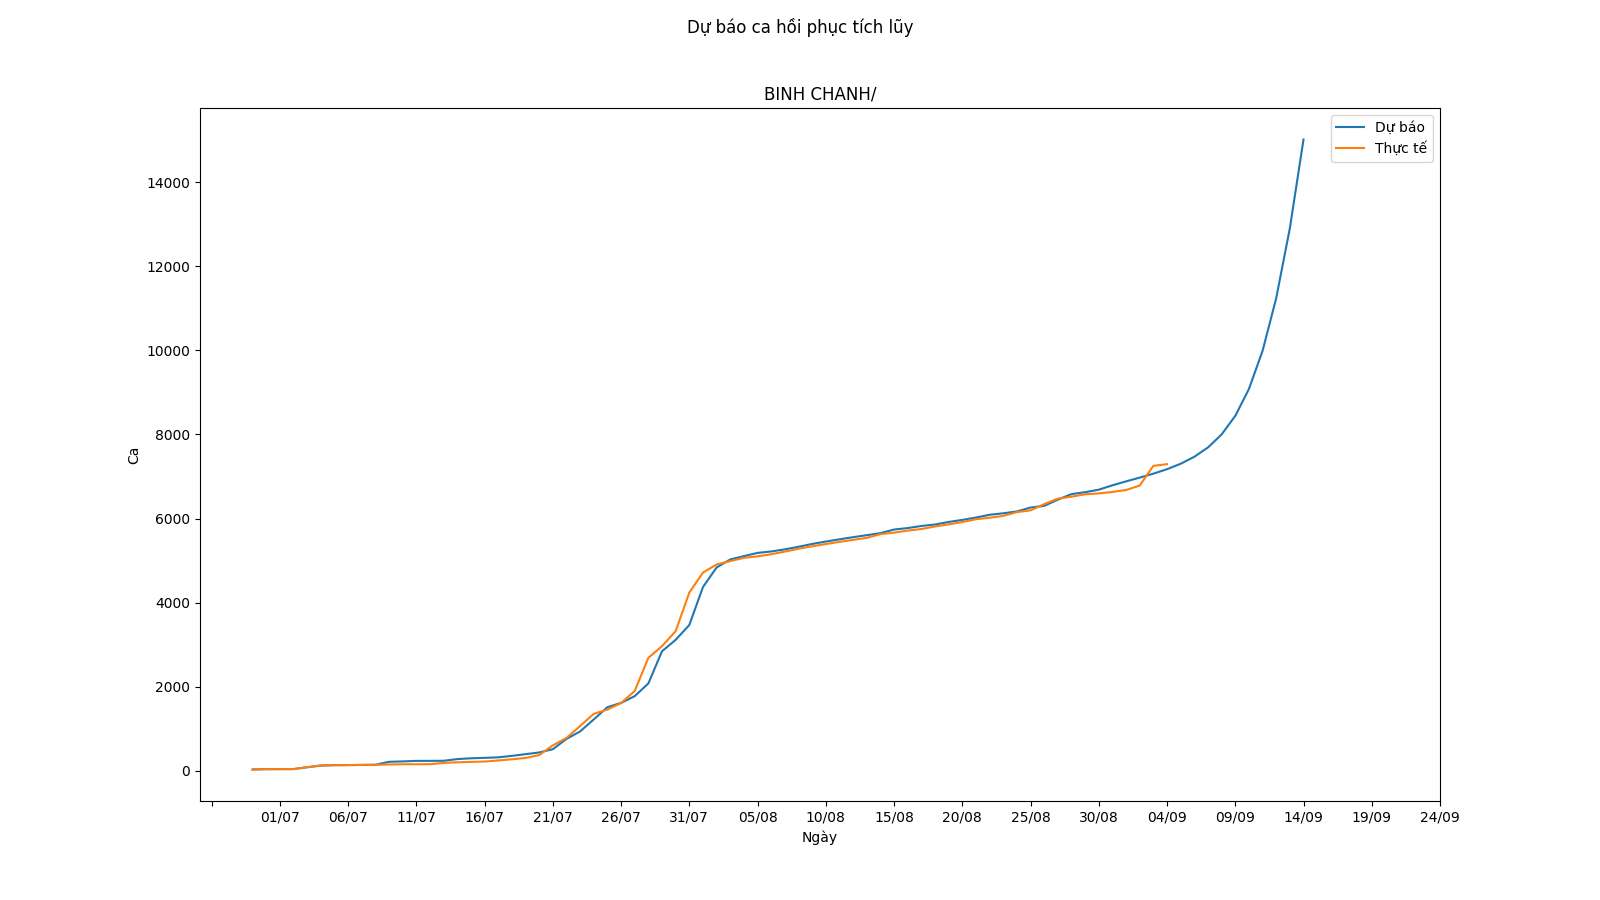 Dự báo ca hồi phục tích lũy
BINH CHANH/
Dự báo
Thực tế
14000
12000
10000
8000
6000
4000
2000
0
Ca
01/07 06/07 11/07 16/07 21/07 26/07 31/07 05/08 10/08 15/08 20/08 25/08 30/08 04/09 09/09 14/09 19/09 24/09
Ngày